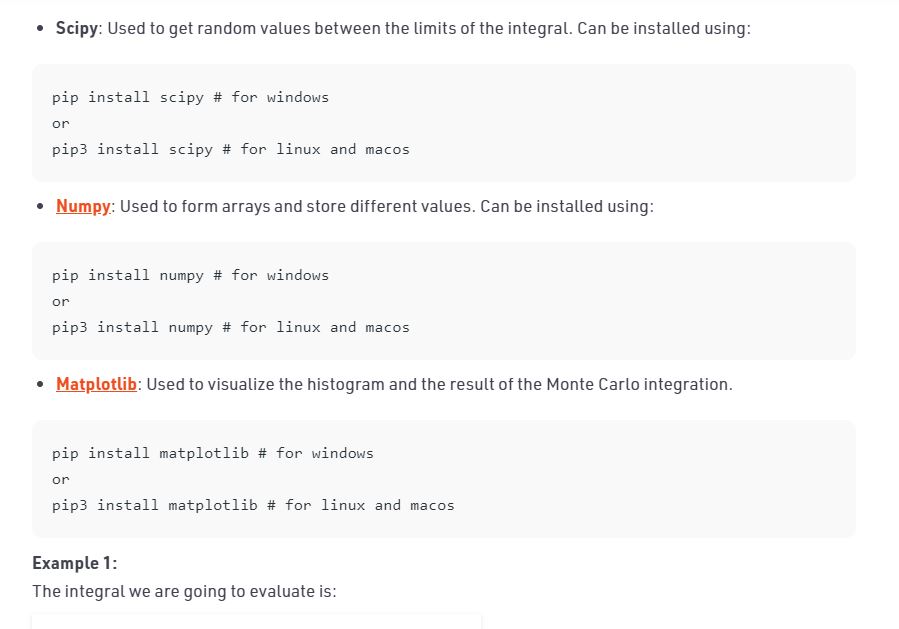 • Scipy: Used to get random values between the limits of the integral. Can be installed using:
pip install scipy # for windows
or
pip3 install scipy # for linux and macos
• Numpy: Used to form arrays and store different values. Can be installed using:
pip install numpy # for windows
or
pip3 install numpy # for linux and macos
• Matplotlib: Used to visualize the histogram and the result of the Monte Carlo integration.
pip install matplotlib # for windows
or
pip3 install matplotlib # for linux and macos
Example 1:
The integral we are going to evaluate is: